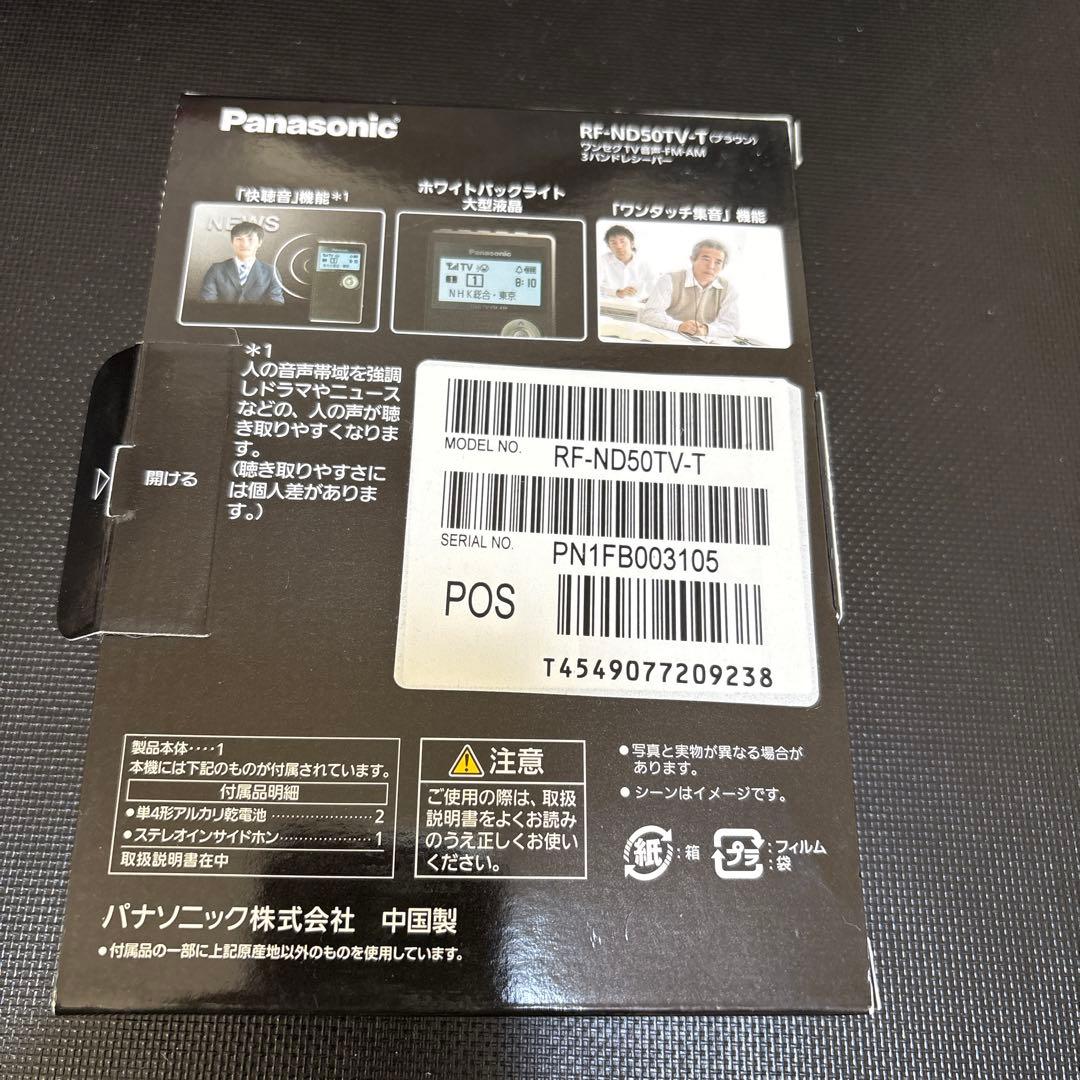 Panasonic
RF-ND50TV-T(ブラウン)
ワンセグTV音声-FM-AM
3バンドレシーバー
「快聴音」機能*1
ホワイトバックライト
大型液晶
「ワンタッチ集音」機能
NEWS
Panasonic
Panasonic
TV
1 8:10
NHK総合・東京
*1
人の音声帯域を強調
しドラマやニュース
などの、人の声が聴
き取りやすくなりま
す。
(聴き取りやすさに
は個人差がありま
す。)
開ける
MODEL NO. RF-ND50TV-T
SERIAL NO. PN1FB003105
POS
T4549077209238
製品本体‥‥1
本機には下記のものが付属されています。
付属品明細
●単4形アルカリ乾電池 ‥‥‥‥‥‥‥ 2
●ステレオインサイドホン‥‥‥‥‥‥ 1
取扱説明書在中
注意
ご使用の際は、取扱
説明書をよくお読み
のうえ正しくお使い
ください。
●写真と実物が異なる場合が
あります。
●シーンはイメージです。
紙:箱
プラ:フィルム
:袋
パナソニック株式会社 中国製
●付属品の一部に上記原産地以外のものを使用しています。